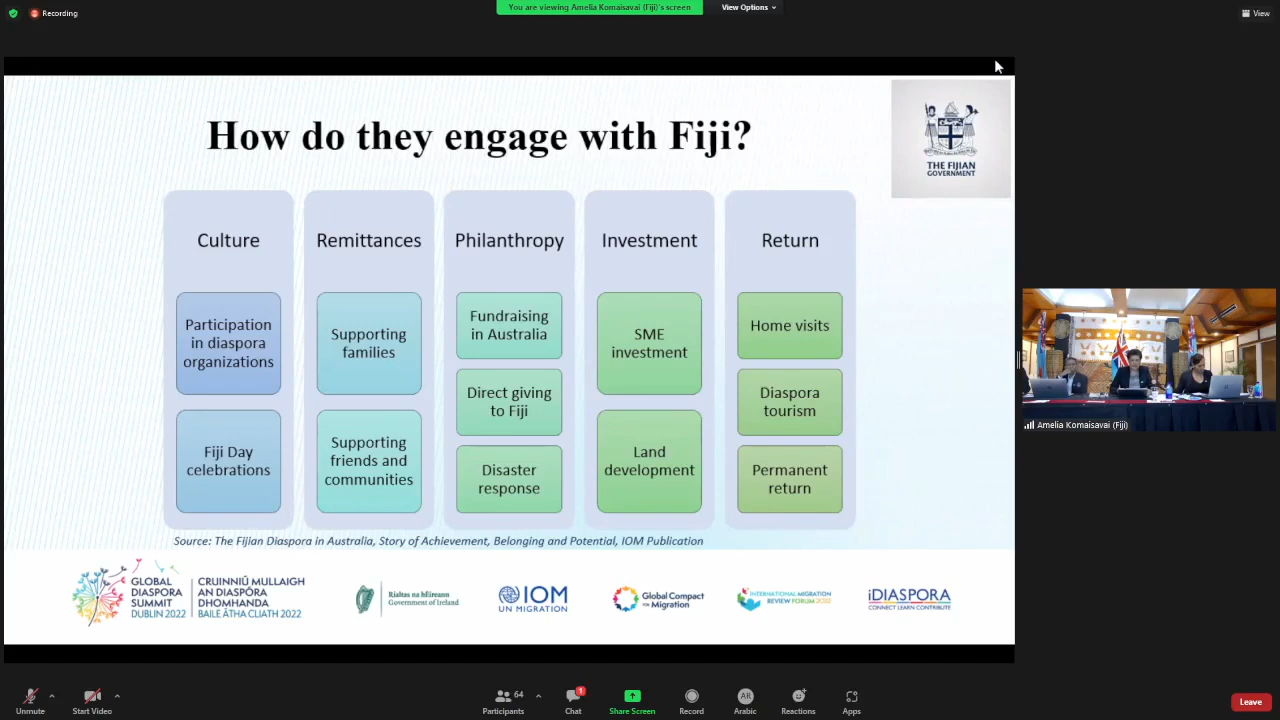 Recording
You are viewing Amelia Komaisavai (Fiji)'s screen
View Options
View
How do they engage with Fiji?
THE FIJIAN
GOVERNMENT
Culture
Participation
in diaspora
organizations
Fiji Day
celebrations
Remittances
Supporting
families
Supporting
friends and
communities
Philanthropy
Fundraising
in Australia
Direct giving
to Fiji
Disaster
response
Investment
SME
investment
Land
development
Return
Home visits
Diaspora
tourism
Permanent
return
Source: The Fijian Diaspora in Australia, Story of Achievement, Belonging and Potential, IOM Publication
GLOBAL
DIASPORA
SUMMIT
DUBLIN 2022
CRUINNIÚ MULLAIGH
AN DIASPÓRA
DHOMHANDA
BAILE ÁTHA CLIATH 2022
Rialtas na hÉireann
Government of Ireland
IOM
UN MIGRATION
Global Compact
for Migration
INTERNATIONAL MIGRATION
REVIEW FORUM 2022
iDIASPORA
CONNECT LEARN CONTRIBUTE
Amelia Komaisavai (Fiji)
Unmute
Start Video
64
Participants
1
Chat
Share Screen
Record
AR
Arabic
Reactions
Apps
Leave